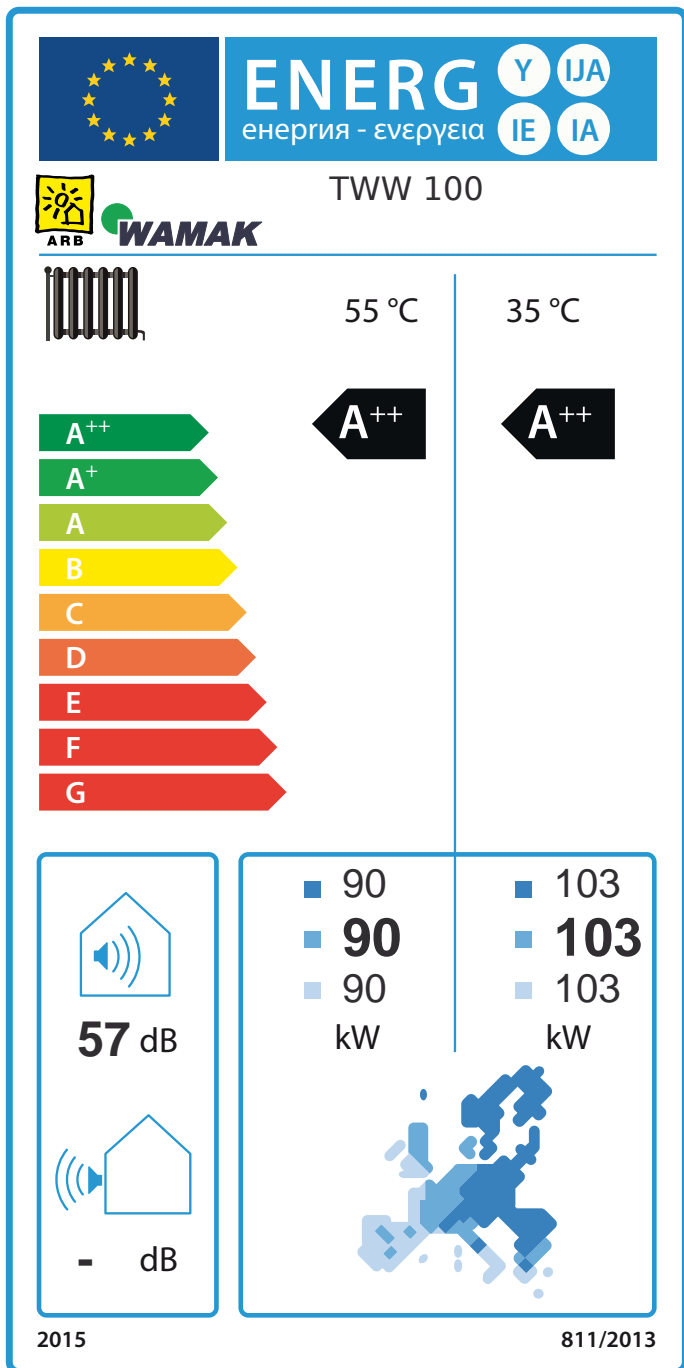 ENERG
енергия - ενεργεια
Y IJA
IE IA
ARB
WAMAK
TWW 100
55 °C 35 °C
A++ A++
A++
A+
A
B
C
D
E
F
G
57 dB
- dB
90 103
90 103
90 103
kW kW
2015 811/2013